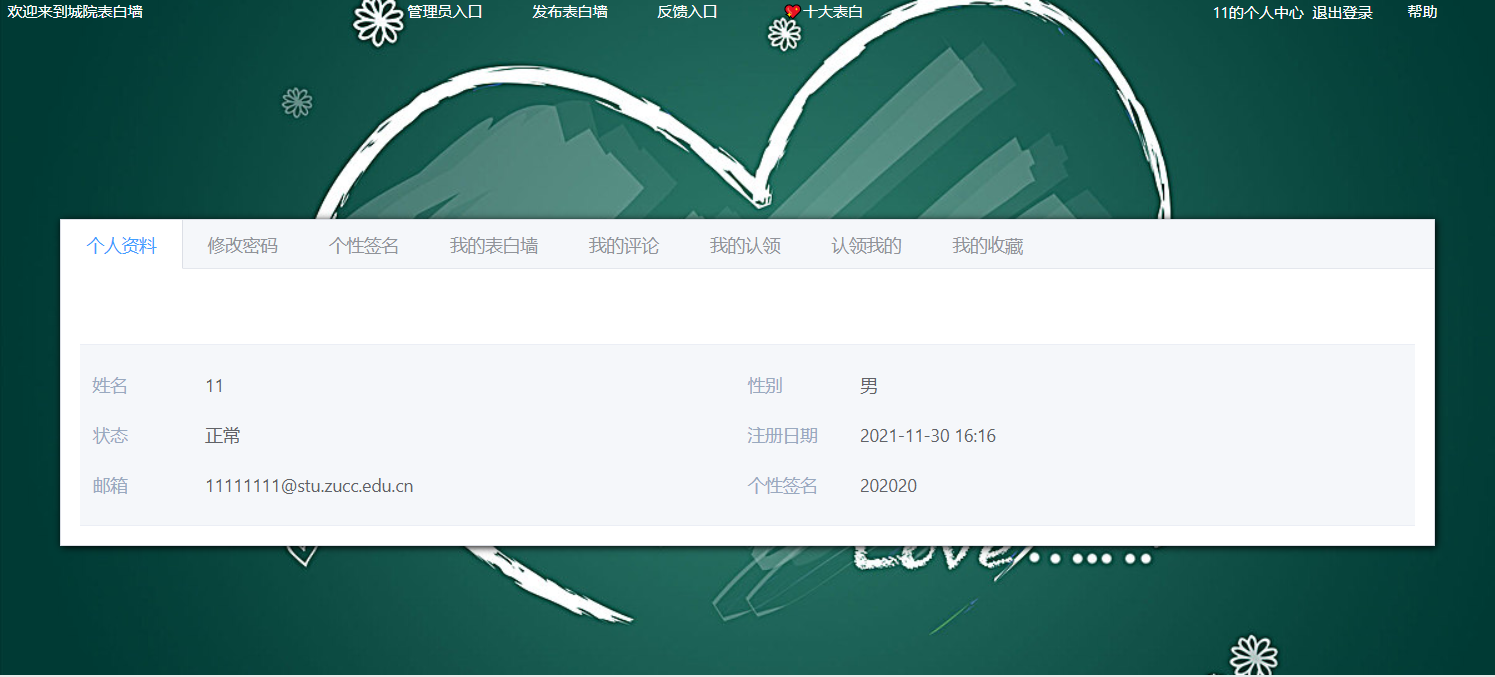 欢迎来到城院表白墙 管理员入口 发布表白墙 反馈入口 十大表白 11的个人中心 退出登录 帮助
个人资料 修改密码 个性签名 我的表白墙 我的评论 我的认领 认领我的 我的收藏
姓名 11 性别 男
状态 正常 注册日期 2021-11-30 16:16
邮箱 11111111@stu.zucc.edu.cn 个性签名 202020
Love......